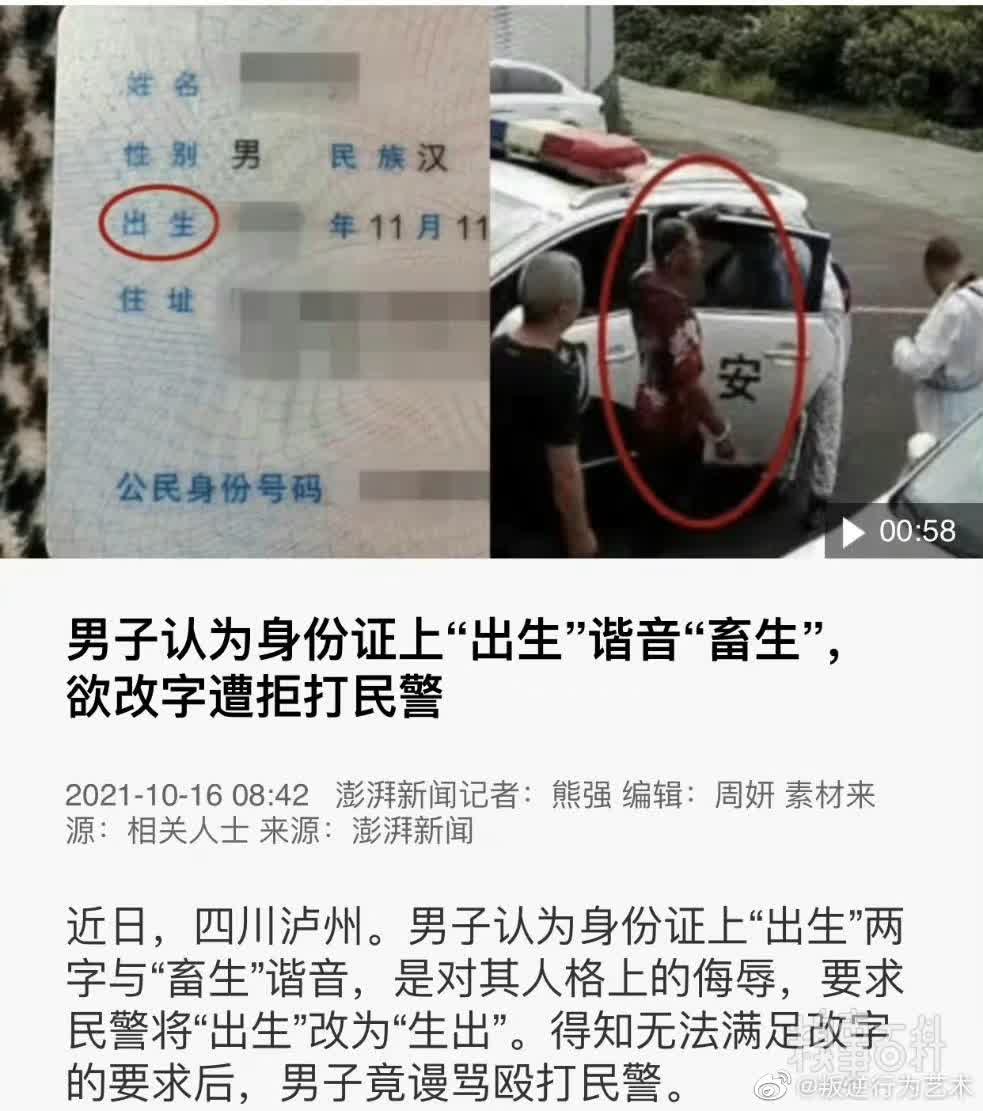 姓名
性别 男 民族 汉
出生 年 11 月 11
住址
公民身份号码
安
00:58
男子认为身份证上“出生”谐音“畜生”，
欲改字遭拒打民警
2021-10-16 08:42 澎湃新闻记者：熊强 编辑：周妍 素材来
源：相关人士 来源：澎湃新闻
近日，四川泸州。男子认为身份证上“出生”两
字与“畜生”谐音，是对其人格上的侮辱，要求
民警将“出生”改为“生出”。得知无法满足改字
的要求后，男子竟谩骂殴打民警。
@叛逆行为艺术